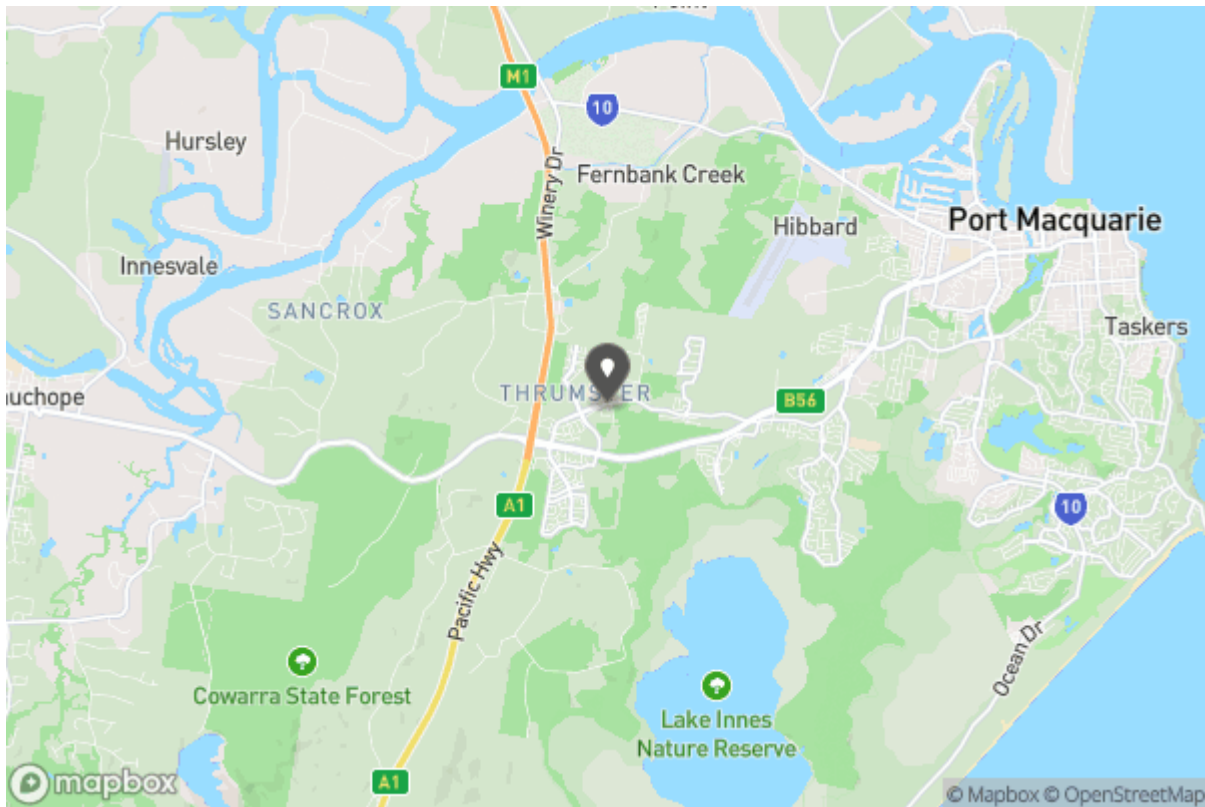 M1
10
Hursley
Winery Dr
Fernbank Creek
Hibbard
Port Macquarie
Innesvale
SANCROX
Taskers
auchope
THRUMSTER
B56
A1
10
Pacific Hwy
Ocean Dr
Cowarra State Forest
Lake Innes
Nature Reserve
A1
mapbox
© Mapbox © OpenStreetMap